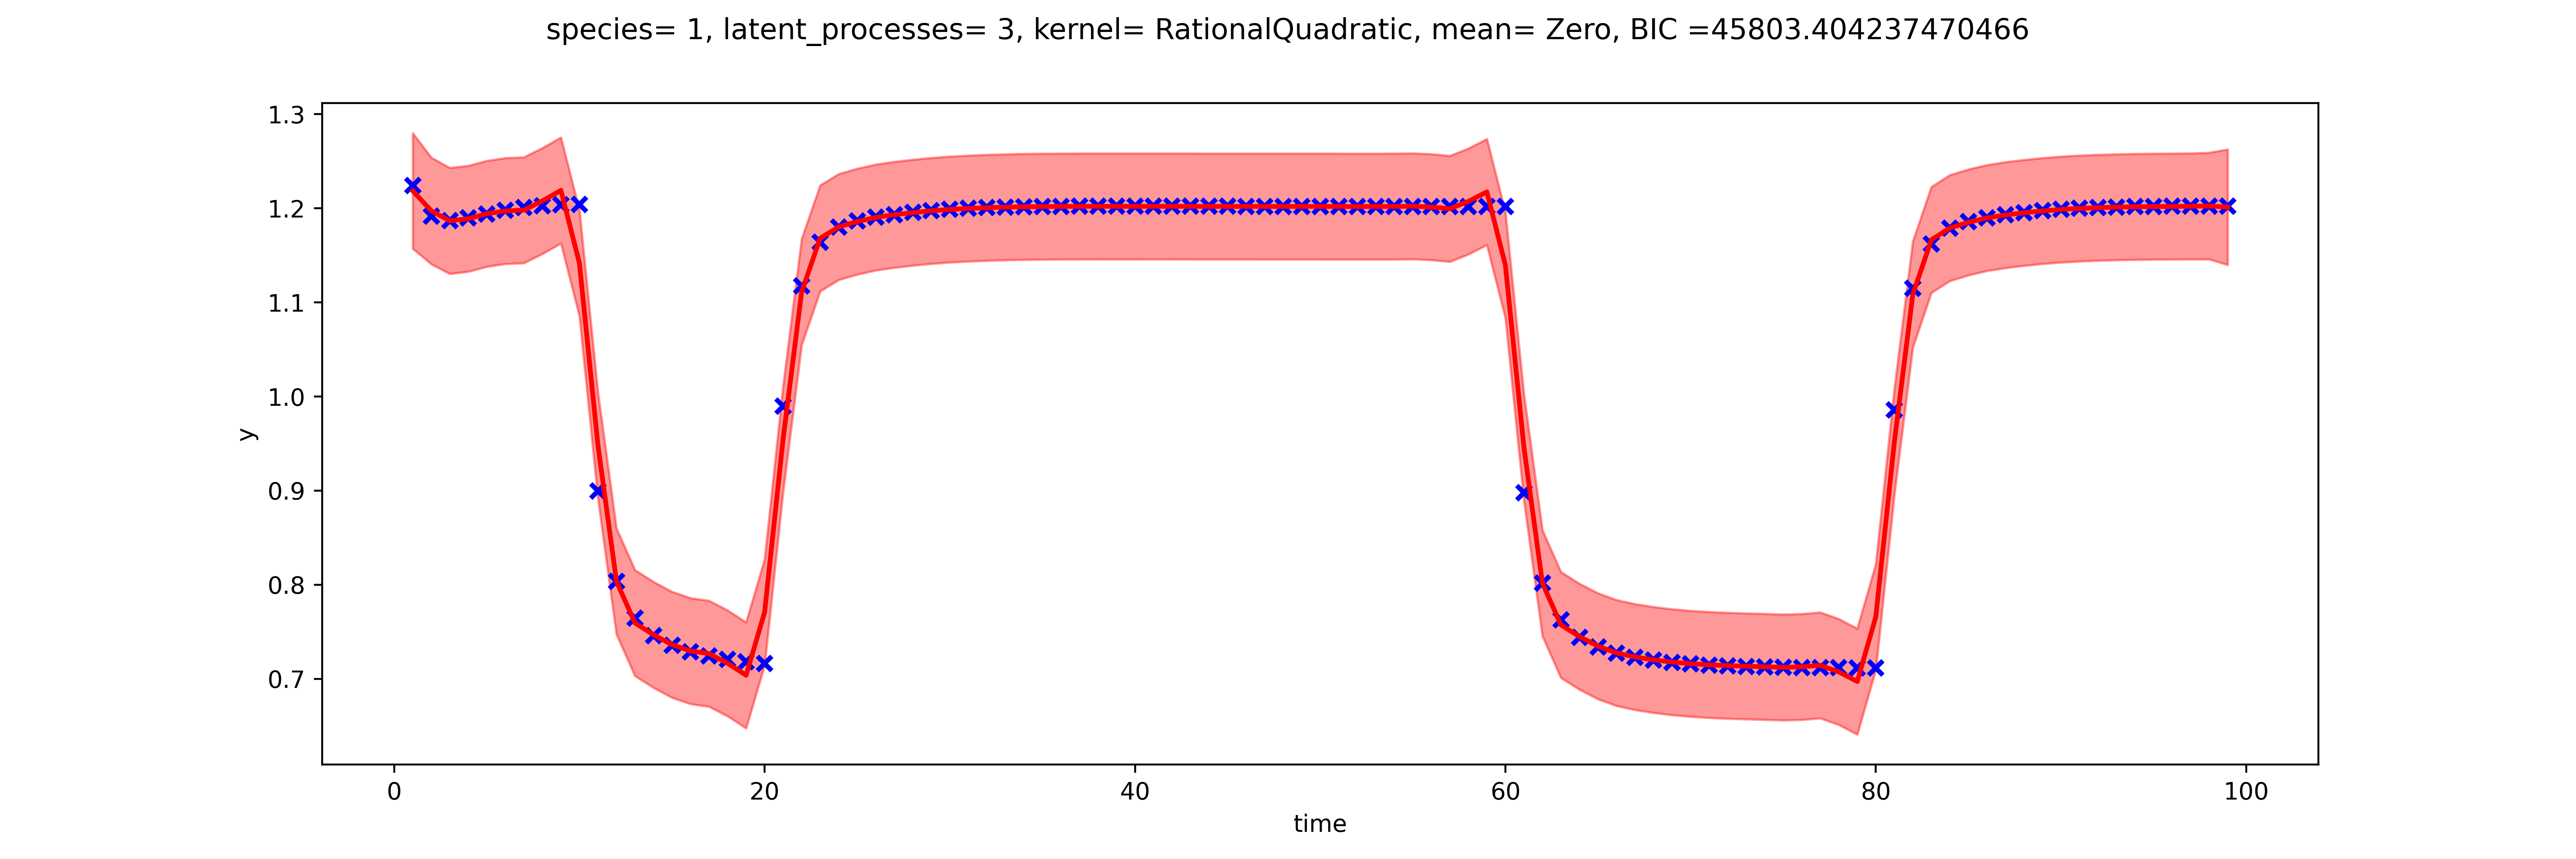 species= 1, latent_processes= 3, kernel= RationalQuadratic, mean= Zero, BIC =45803.404237470466
1.3
1.2
1.1
1.0
0.9
0.8
0.7
y
0 20 40 60 80 100
time